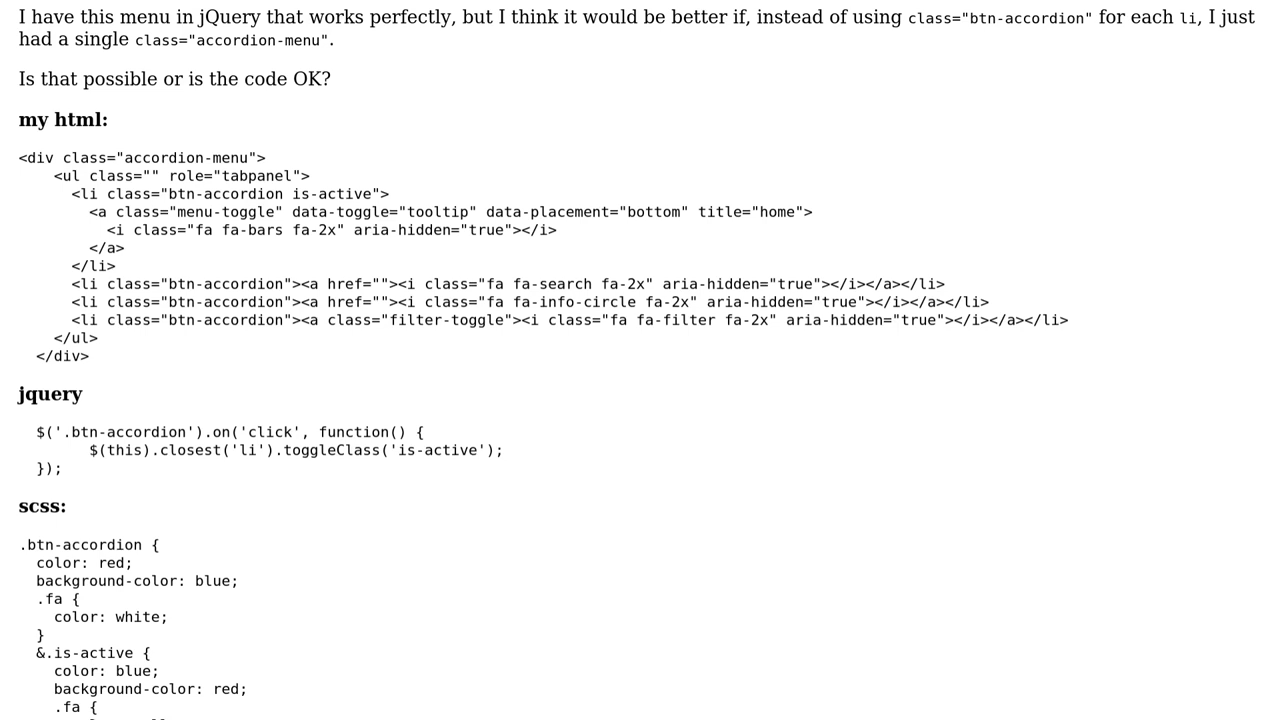 I have this menu in jQuery that works perfectly, but I think it would be better if, instead of using class="btn-accordion" for each li, I just
had a single class="accordion-menu".
Is that possible or is the code OK?
my html:
<div class="accordion-menu">
    <ul class="" role="tabpanel">
      <li class="btn-accordion is-active">
        <a class="menu-toggle" data-toggle="tooltip" data-placement="bottom" title="home">
          <i class="fa fa-bars fa-2x" aria-hidden="true"></i>
        </a>
      </li>
      <li class="btn-accordion"><a href=""><i class="fa fa-search fa-2x" aria-hidden="true"></i></a></li>
      <li class="btn-accordion"><a href=""><i class="fa fa-info-circle fa-2x" aria-hidden="true"></i></a></li>
      <li class="btn-accordion"><a class="filter-toggle"><i class="fa fa-filter fa-2x" aria-hidden="true"></i></a></li>
    </ul>
  </div>
jquery
  $('.btn-accordion').on('click', function() {
        $(this).closest('li').toggleClass('is-active');
  });
scss:
.btn-accordion {
  color: red;
  background-color: blue;
  .fa {
    color: white;
  }
  &.is-active {
    color: blue;
    background-color: red;
    .fa {